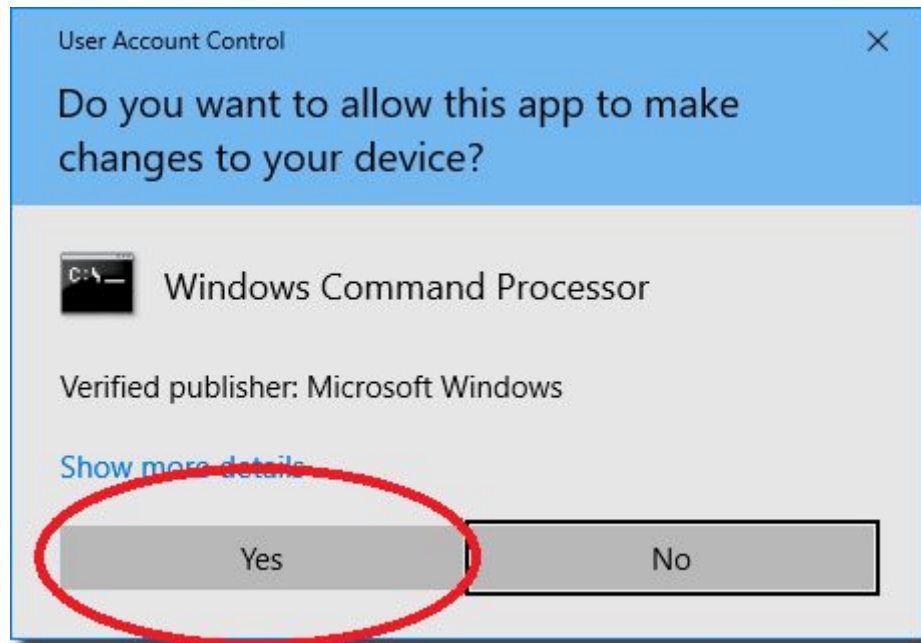 User Account Control
Do you want to allow this app to make
changes to your device?
C:\_
Windows Command Processor
Verified publisher: Microsoft Windows
Show more details
Yes
No